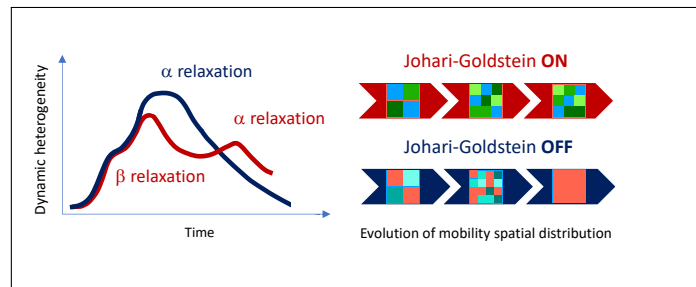 Dynamic heterogeneity
α relaxation
α relaxation
β relaxation
Time
Johari-Goldstein ON
Johari-Goldstein OFF
Evolution of mobility spatial distribution